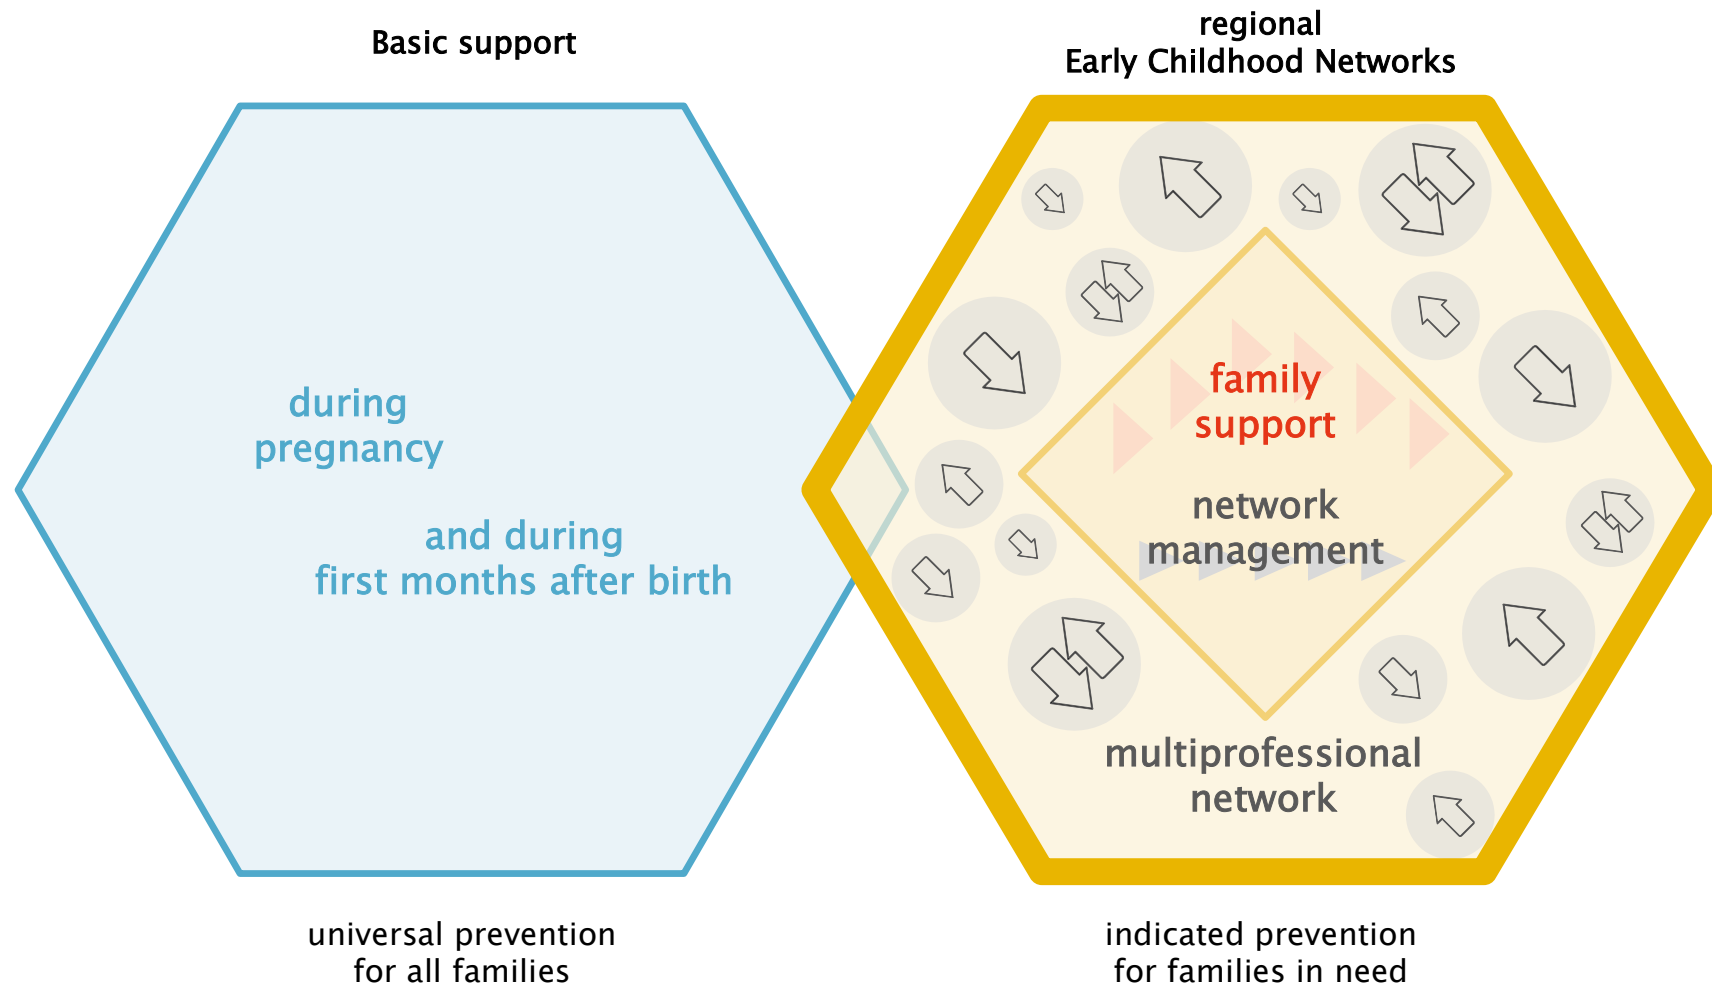 Basic support
regional
Early Childhood Networks
during
pregnancy
and during
first months after birth
family
support
network
management
multiprofessional
network
universal prevention
for all families
indicated prevention
for families in need